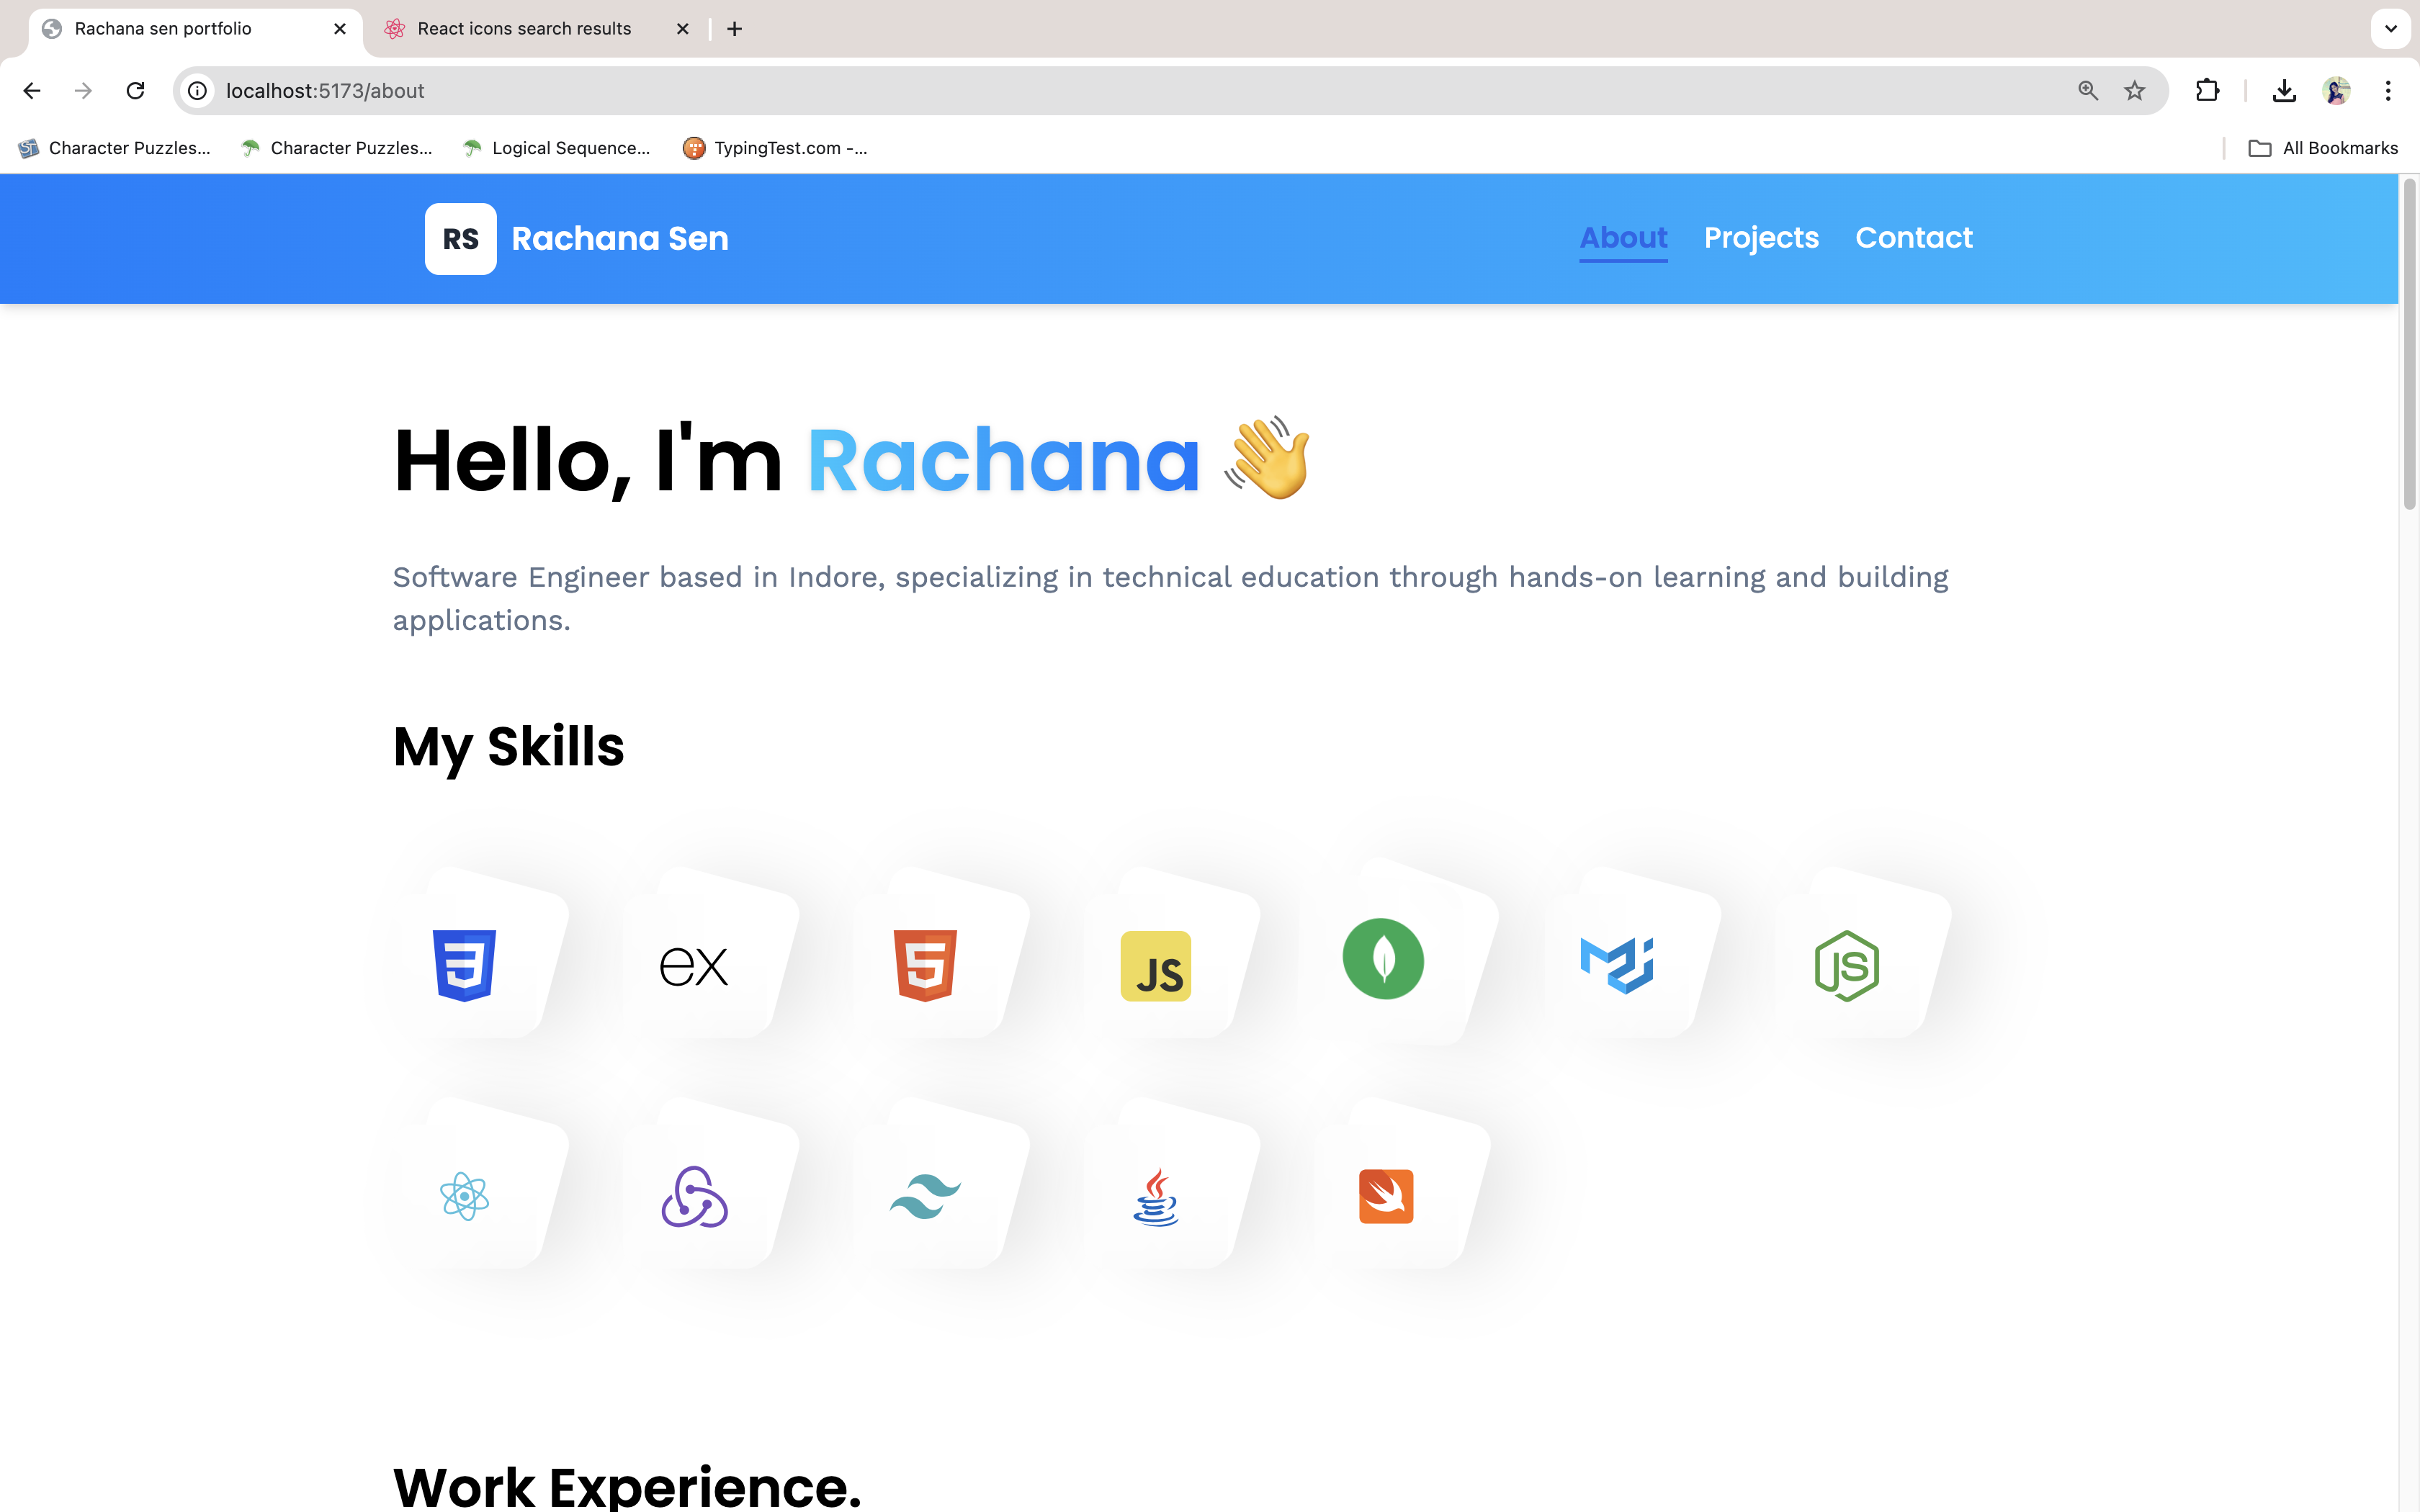 Rachana sen portfolio
React icons search results
localhost:5173/about
Character Puzzles...
Character Puzzles...
Logical Sequence...
TypingTest.com -...
All Bookmarks
RS
Rachana Sen
About
Projects
Contact
Hello, I'm Rachana 👋
Software Engineer based in Indore, specializing in technical education through hands-on learning and building
applications.
My Skills
ex
JS
JS
Work Experience.